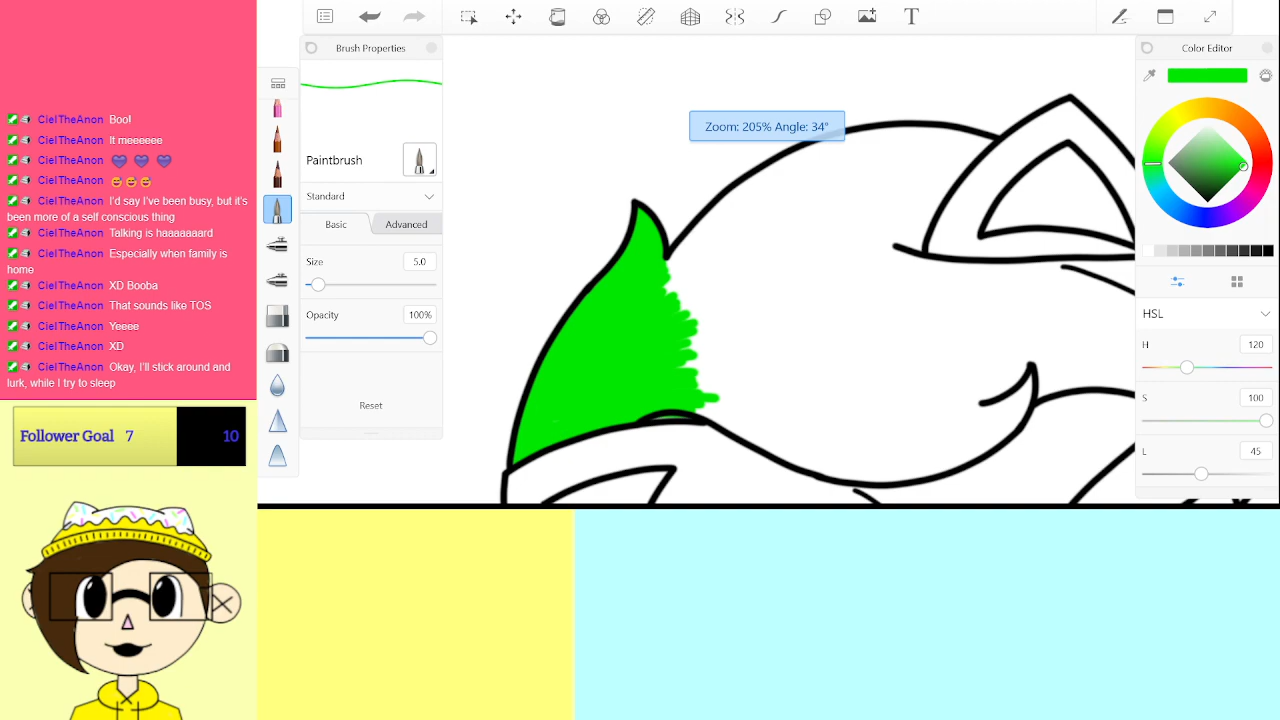 CielTheAnon Boo!
CielTheAnon It meeeeee
CielTheAnon
CielTheAnon
CielTheAnon I'd say I've been busy, but it's
been more of a self conscious thing
CielTheAnon Talking is haaaaaard
CielTheAnon Especially when family is
home
CielTheAnon XD Booba
CielTheAnon That sounds like TOS
CielTheAnon Yeeee
CielTheAnon XD
CielTheAnon Okay, I'll stick around and
lurk, while I try to sleep
Follower Goal 7 10
Brush Properties
Paintbrush
Standard
Basic Advanced
Size 5.0
Opacity 100%
Reset
T
Zoom: 205% Angle: 34°
Color Editor
HSL
H 120
S 100
L 45